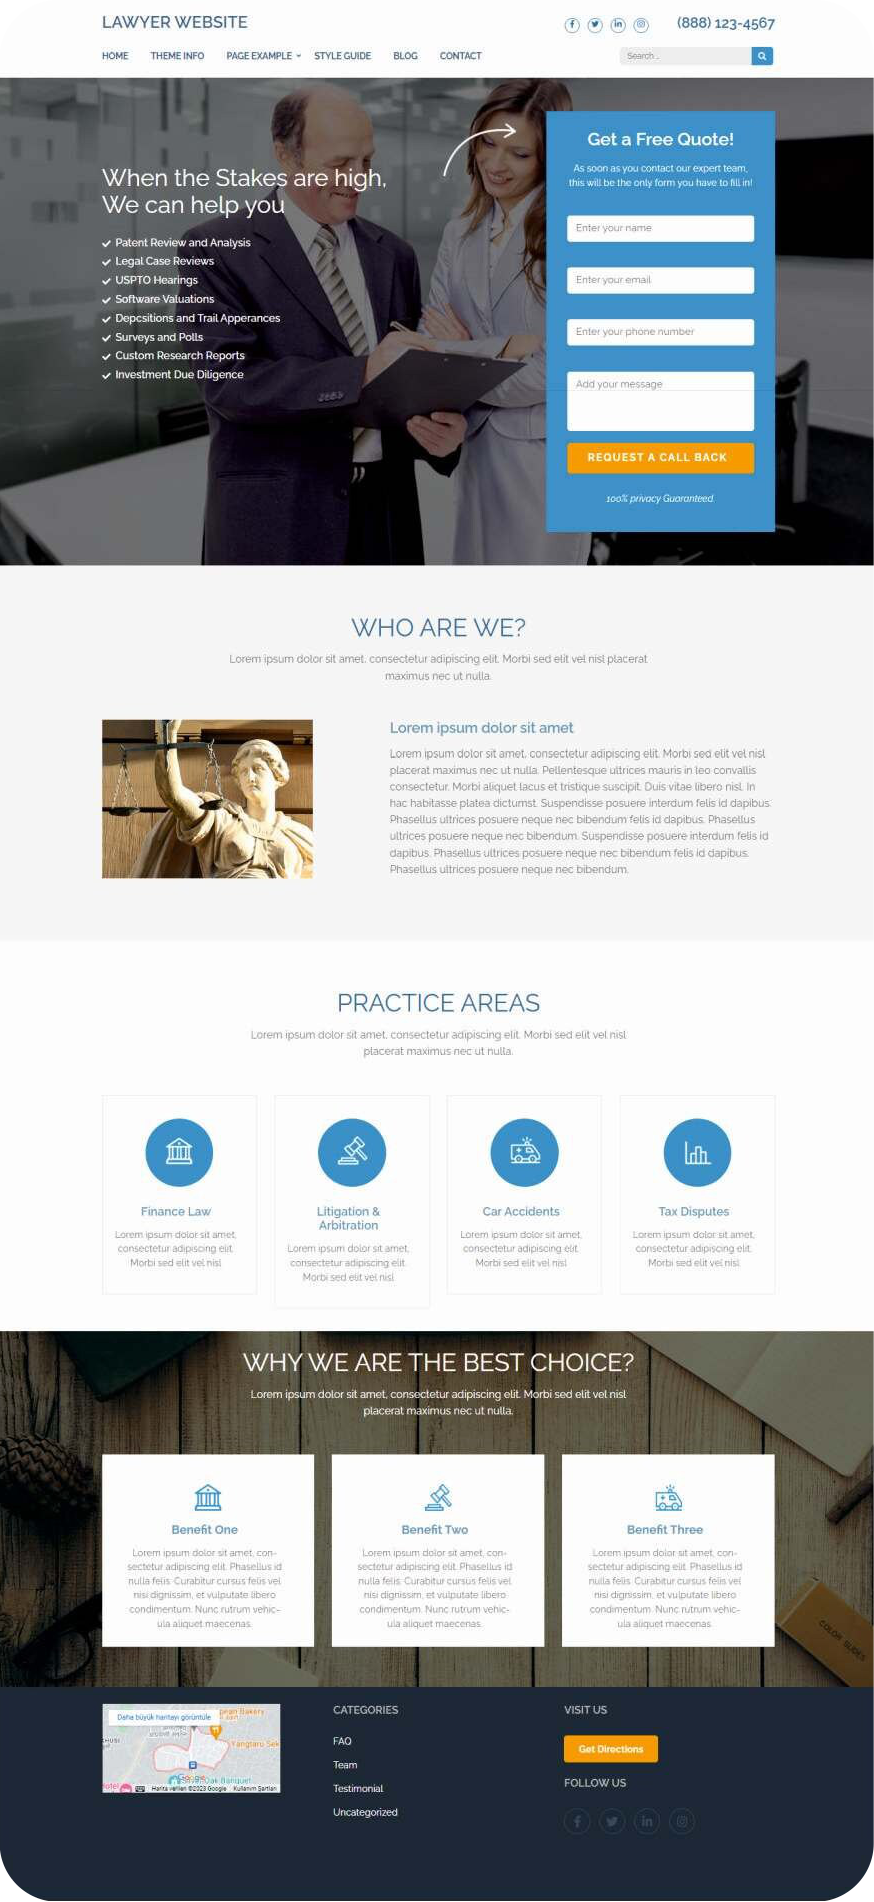 LAWYER WEBSITE
(888) 123-4567
HOME THEME INFO PAGE EXAMPLE STYLE GUIDE BLOG CONTACT
Search ..
When the Stakes are high,
We can help you
Patent Review and Analysis
Legal Case Reviews
USPTO Hearings
Software Valuations
Depcsitions and Trail Apperances
Surveys and Polls
Custom Research Reports
Investment Due Diligence
Get a Free Quote!
As soon as you contact our expert team,
this will be the only form you have to fill in!
Enter your name
Enter your email
Enter your phone number
Add your message
REQUEST A CALL BACK
100% privacy Guaranteed.
WHO ARE WE?
Lorem ipsum dolor sit amet, consectetur adipiscing elit. Morbi sed elit vel nisl placerat
maximus nec ut nulla.
Lorem ipsum dolor sit amet
Lorem ipsum dolor sit amet, consectetur adipiscing elit. Morbi sed elit vel nisl
placerat maximus nec ut nulla. Pellentesque ultrices mauris in leo convallis
consectetur. Morbi aliquet lacus et tristique suscipit. Duis vitae libero nisl. In
hac habitasse platea dictumst. Suspendisse posuere interdum felis id dapibus.
Phasellus ultrices posuere neque nec bibendum felis id dapibus. Phasellus
ultrices posuere neque nec bibendum. Suspendisse posuere interdum felis id
dapibus. Phasellus ultrices posuere neque nec bibendum felis id dapibus.
Phasellus ultrices posuere neque nec bibendum.
PRACTICE AREAS
Lorem ipsum dolor sit amet, consectetur adipiscing elit. Morbi sed elit vel nisl
placerat maximus nec ut nulla.
Finance Law
Lorem ipsum dolor sit amet,
consectetur adipiscing elit.
Morbi sed elit vel nisl
Litigation &
Arbitration
Lorem ipsum dolor sit amet,
consectetur adipiscing elit.
Morbi sed elit vel nisl
Car Accidents
Lorem ipsum dolor sit amet,
consectetur adipiscing elit.
Morbi sed elit vel nisl
Tax Disputes
Lorem ipsum dolor sit amet,
consectetur adipiscing elit.
Morbi sed elit vel nisl
WHY WE ARE THE BEST CHOICE?
Lorem ipsum dolor sit amet, consectetur adipiscing elit. Morbi sed elit vel nisl
placerat maximus nec ut nulla.
Benefit One
Lorem ipsum dolor sit amet, con-
sectetur adipiscing elit. Phasellus id
nulla felis. Curabitur cursus felis vel
nisi dignissim, et vulputate libero
condimentum. Nunc rutrum vehic-
ula aliquet maecenas.
Benefit Two
Lorem ipsum dolor sit amet, con-
sectetur adipiscing elit. Phasellus id
nulla felis. Curabitur cursus felis vel
nisi dignissim, et vulputate libero
condimentum. Nunc rutrum vehic-
ula aliquet maecenas.
Benefit Three
Lorem ipsum dolor sit amet, con-
sectetur adipiscing elit. Phasellus id
nulla felis. Curabitur cursus felis vel
nisi dignissim, et vulputate libero
condimentum. Nunc rutrum vehic-
ula aliquet maecenas.
COLOR GUIDES
Daha büyük haritayı görüntüle
Bakery
Yangtaru Sek
Google
Oak Banquet
Harita verileri ©2023 Google Kullanım Şartları
CATEGORIES
FAQ
Team
Testimonial
Uncategorized
VISIT US
Get Directions
FOLLOW US